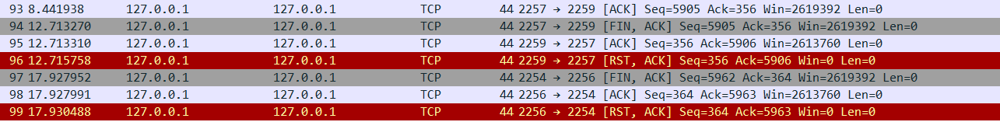 93 8.441938 127.0.0.1 127.0.0.1 TCP 44 2257 → 2259 [ACK] Seq=5905 Ack=356 Win=2619392 Len=0
94 12.713270 127.0.0.1 127.0.0.1 TCP 44 2257 → 2259 [FIN, ACK] Seq=5905 Ack=356 Win=2619392 Len=0
95 12.713310 127.0.0.1 127.0.0.1 TCP 44 2259 → 2257 [ACK] Seq=356 Ack=5906 Win=2613760 Len=0
96 12.715758 127.0.0.1 127.0.0.1 TCP 44 2259 → 2257 [RST, ACK] Seq=356 Ack=5906 Win=0 Len=0
97 17.927952 127.0.0.1 127.0.0.1 TCP 44 2254 → 2256 [FIN, ACK] Seq=5962 Ack=364 Win=2619392 Len=0
98 17.927991 127.0.0.1 127.0.0.1 TCP 44 2256 → 2254 [ACK] Seq=364 Ack=5963 Win=2613760 Len=0
99 17.930488 127.0.0.1 127.0.0.1 TCP 44 2256 → 2254 [RST, ACK] Seq=364 Ack=5963 Win=0 Len=0